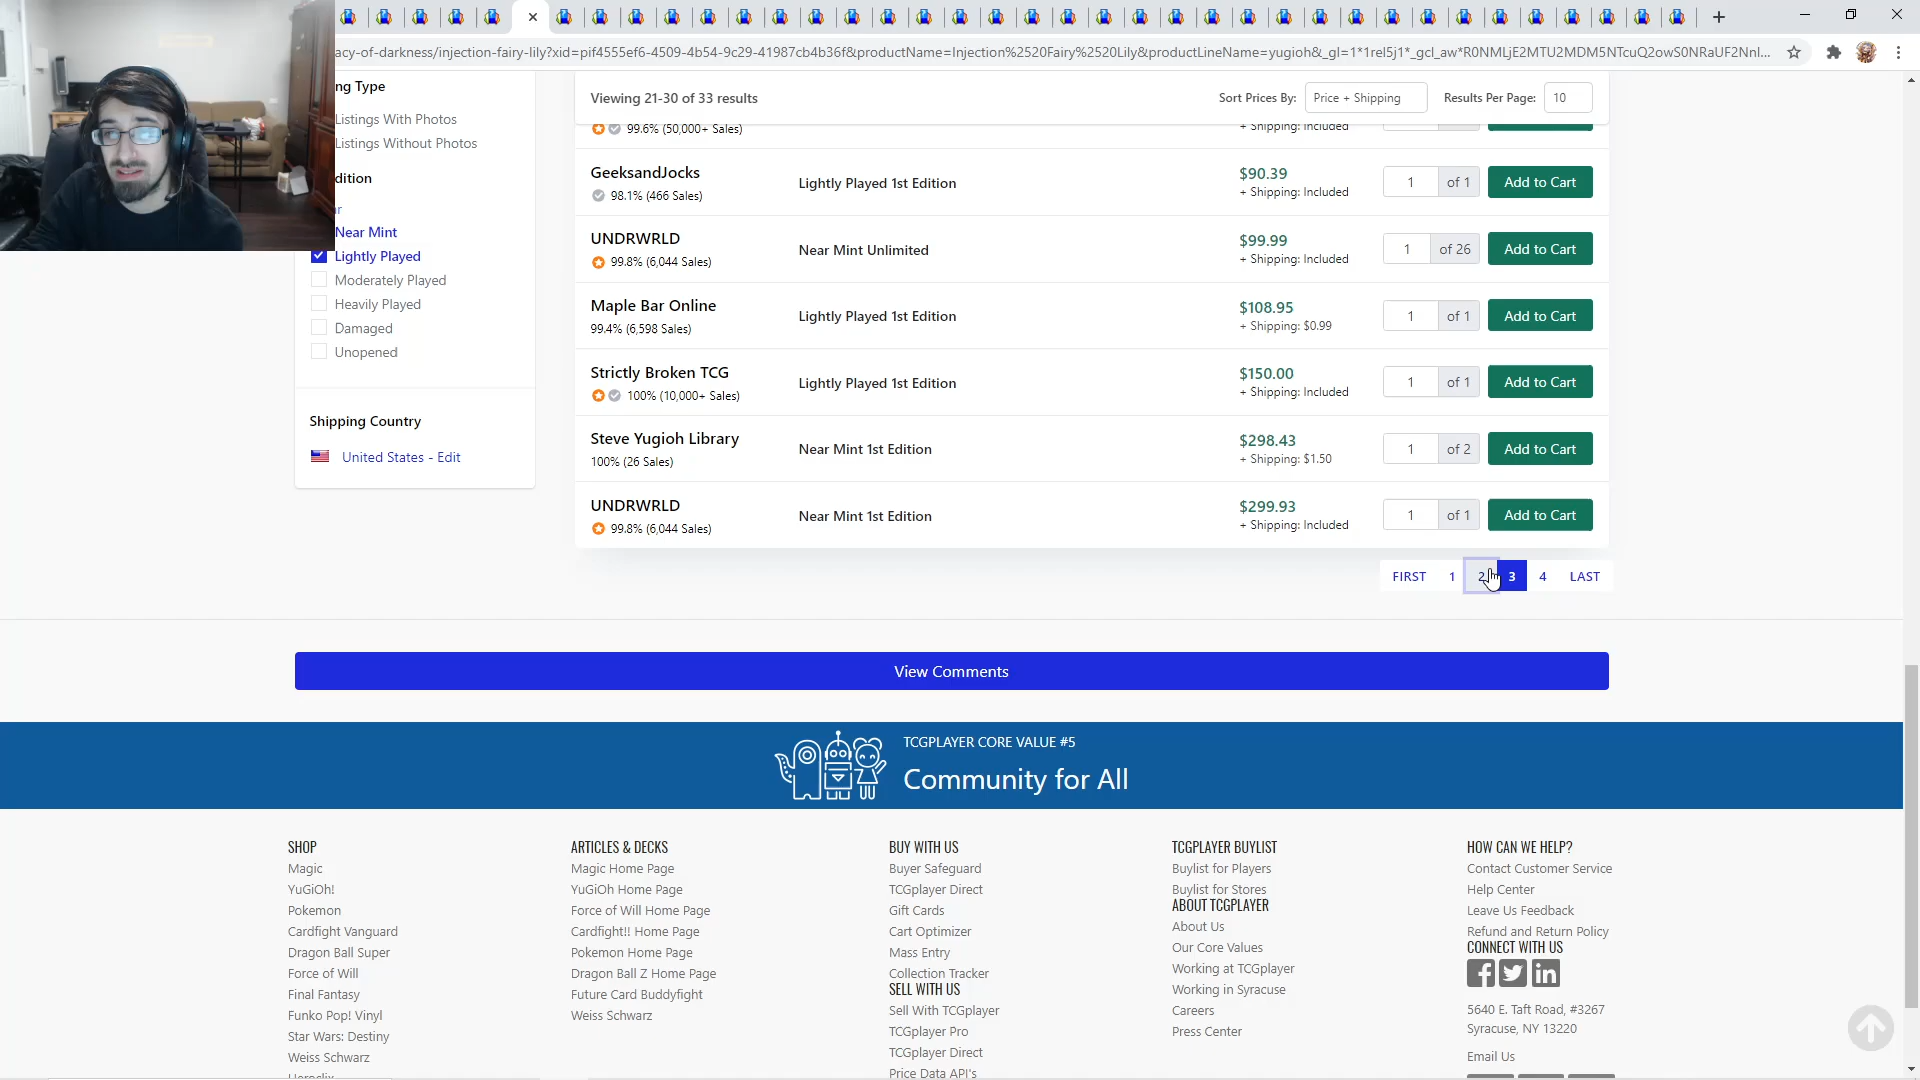 acy-of-darkness/injection-fairy-lily?xid=pif4555ef6-4509-4b54-9c29-41987cb4b36f&productName=Injection%2520Fairy%2520Lily&productLineName=yugioh&_gl=1*1rel5j1*_gcl_aw*R0NMLjE2MTU2MDM5NTcuQ2owS0NRaUF2Nnl...
ng Type
Listings With Photos
Listings Without Photos
dition
Near Mint
Lightly Played
Moderately Played
Heavily Played
Damaged
Unopened
Shipping Country
United States - Edit
Viewing 21-30 of 33 results
Sort Prices By: Price + Shipping Results Per Page: 10
99.6% (50,000+ Sales) + Shipping: Included
GeeksandJocks
98.1% (466 Sales)
Lightly Played 1st Edition
$90.39
+ Shipping: Included
1 of 1 Add to Cart
UNDRWRLD
99.8% (6,044 Sales)
Near Mint Unlimited
$99.99
+ Shipping: Included
1 of 26 Add to Cart
Maple Bar Online
99.4% (6,598 Sales)
Lightly Played 1st Edition
$108.95
+ Shipping: $0.99
1 of 1 Add to Cart
Strictly Broken TCG
100% (10,000+ Sales)
Lightly Played 1st Edition
$150.00
+ Shipping: Included
1 of 1 Add to Cart
Steve Yugioh Library
100% (26 Sales)
Near Mint 1st Edition
$298.43
+ Shipping: $1.50
1 of 2 Add to Cart
UNDRWRLD
99.8% (6,044 Sales)
Near Mint 1st Edition
$299.93
+ Shipping: Included
1 of 1 Add to Cart
FIRST 1 2 3 4 LAST
View Comments
TCGPLAYER CORE VALUE #5
Community for All
SHOP
Magic
YuGiOh!
Pokemon
Cardfight Vanguard
Dragon Ball Super
Force of Will
Final Fantasy
Funko Pop! Vinyl
Star Wars: Destiny
Weiss Schwarz
Heroclix
ARTICLES & DECKS
Magic Home Page
YuGiOh Home Page
Force of Will Home Page
Cardfight!! Home Page
Pokemon Home Page
Dragon Ball Z Home Page
Future Card Buddyfight
Weiss Schwarz
BUY WITH US
Buyer Safeguard
TCGplayer Direct
Gift Cards
Cart Optimizer
Mass Entry
Collection Tracker
SELL WITH US
Sell With TCGplayer
TCGplayer Pro
TCGplayer Direct
Price Data API's
TCGPLAYER BUYLIST
Buylist for Players
Buylist for Stores
ABOUT TCGPLAYER
About Us
Our Core Values
Working at TCGplayer
Working in Syracuse
Careers
Press Center
HOW CAN WE HELP?
Contact Customer Service
Help Center
Leave Us Feedback
Refund and Return Policy
CONNECT WITH US
5640 E. Taft Road, #3267
Syracuse, NY 13220
Email Us